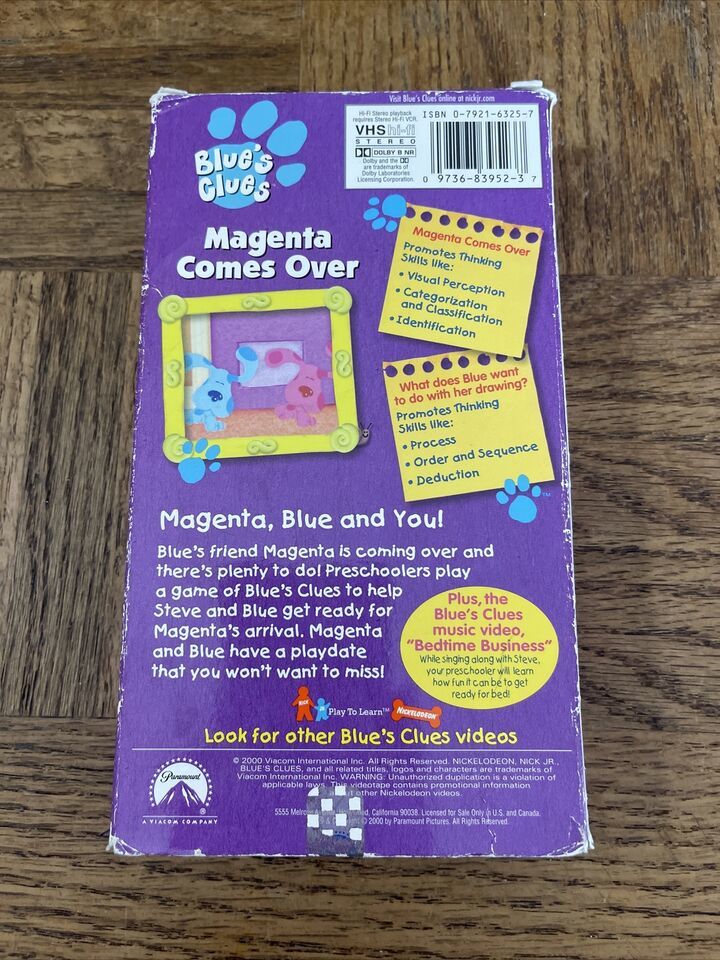 Visit Blue's Clues online at nickjr.com
Blue's
Clues
Hi-Fi Stereo playback
requires Stereo Hi-Fi VCR.
VHS hi-fi
STEREO
DOLBY B NR
Dolby and the
are trademarks of
Dolby Laboratories
Licensing Corporation.
ISBN 0-7921-6325-7
0 9736-83952-3 7
Magenta
Comes Over
Magenta Comes Over
Promotes Thinking
Skills like:
• Visual Perception
• Categorization
and Classification
• Identification
What does Blue want
to do with her drawing?
Promotes Thinking
Skills like:
• Process
• Order and Sequence
• Deduction
TM
Magenta, Blue and You!
Blue's friend Magenta is coming over and
there's plenty to do! Preschoolers play
a game of Blue's Clues to help
Steve and Blue get ready for
Magenta's arrival. Magenta
and Blue have a playdate
that you won't want to miss!
Plus, the
Blue's Clues
music video,
"Bedtime Business"
While singing along with Steve,
your preschooler will learn
how fun it can be to get
ready for bed!
NICK JR Play To Learn™ NICKELODEON
Look for other Blue's Clues videos
© 2000 Viacom International Inc. All Rights Reserved. NICKELODEON, NICK JR.,
BLUE'S CLUES, and all related titles, logos and characters are trademarks of
Viacom International Inc. WARNING: Unauthorized duplication is a violation of
applicable laws. This videotape contains promotional information
other Nickelodeon videos.
Paramount
A VIACOM COMPANY
5555 Melrose California 90038. Licensed for Sale Only in U.S. and Canada.
© 2000 by Paramount Pictures. All Rights Reserved.